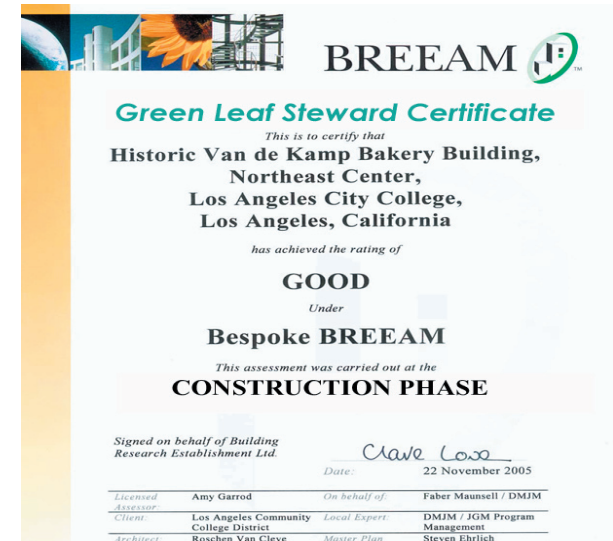 BREEAM
TM
Green Leaf Steward Certificate
This is to certify that
Historic Van de Kamp Bakery Building,
Northeast Center,
Los Angeles City College,
Los Angeles, California
has achieved the rating of
GOOD
Under
Bespoke BREEAM
This assessment was carried out at the
CONSTRUCTION PHASE
Signed on behalf of Building
Research Establishment Ltd.
Date: 22 November 2005
Licensed Assessor: Amy Garrod On behalf of: Faber Maunsell / DMJM
Client: Los Angeles Community College District Local Expert: DMJM / JGM Program Management
Architect: Roschen Van Cleve Master Plan Steven Ehrlich